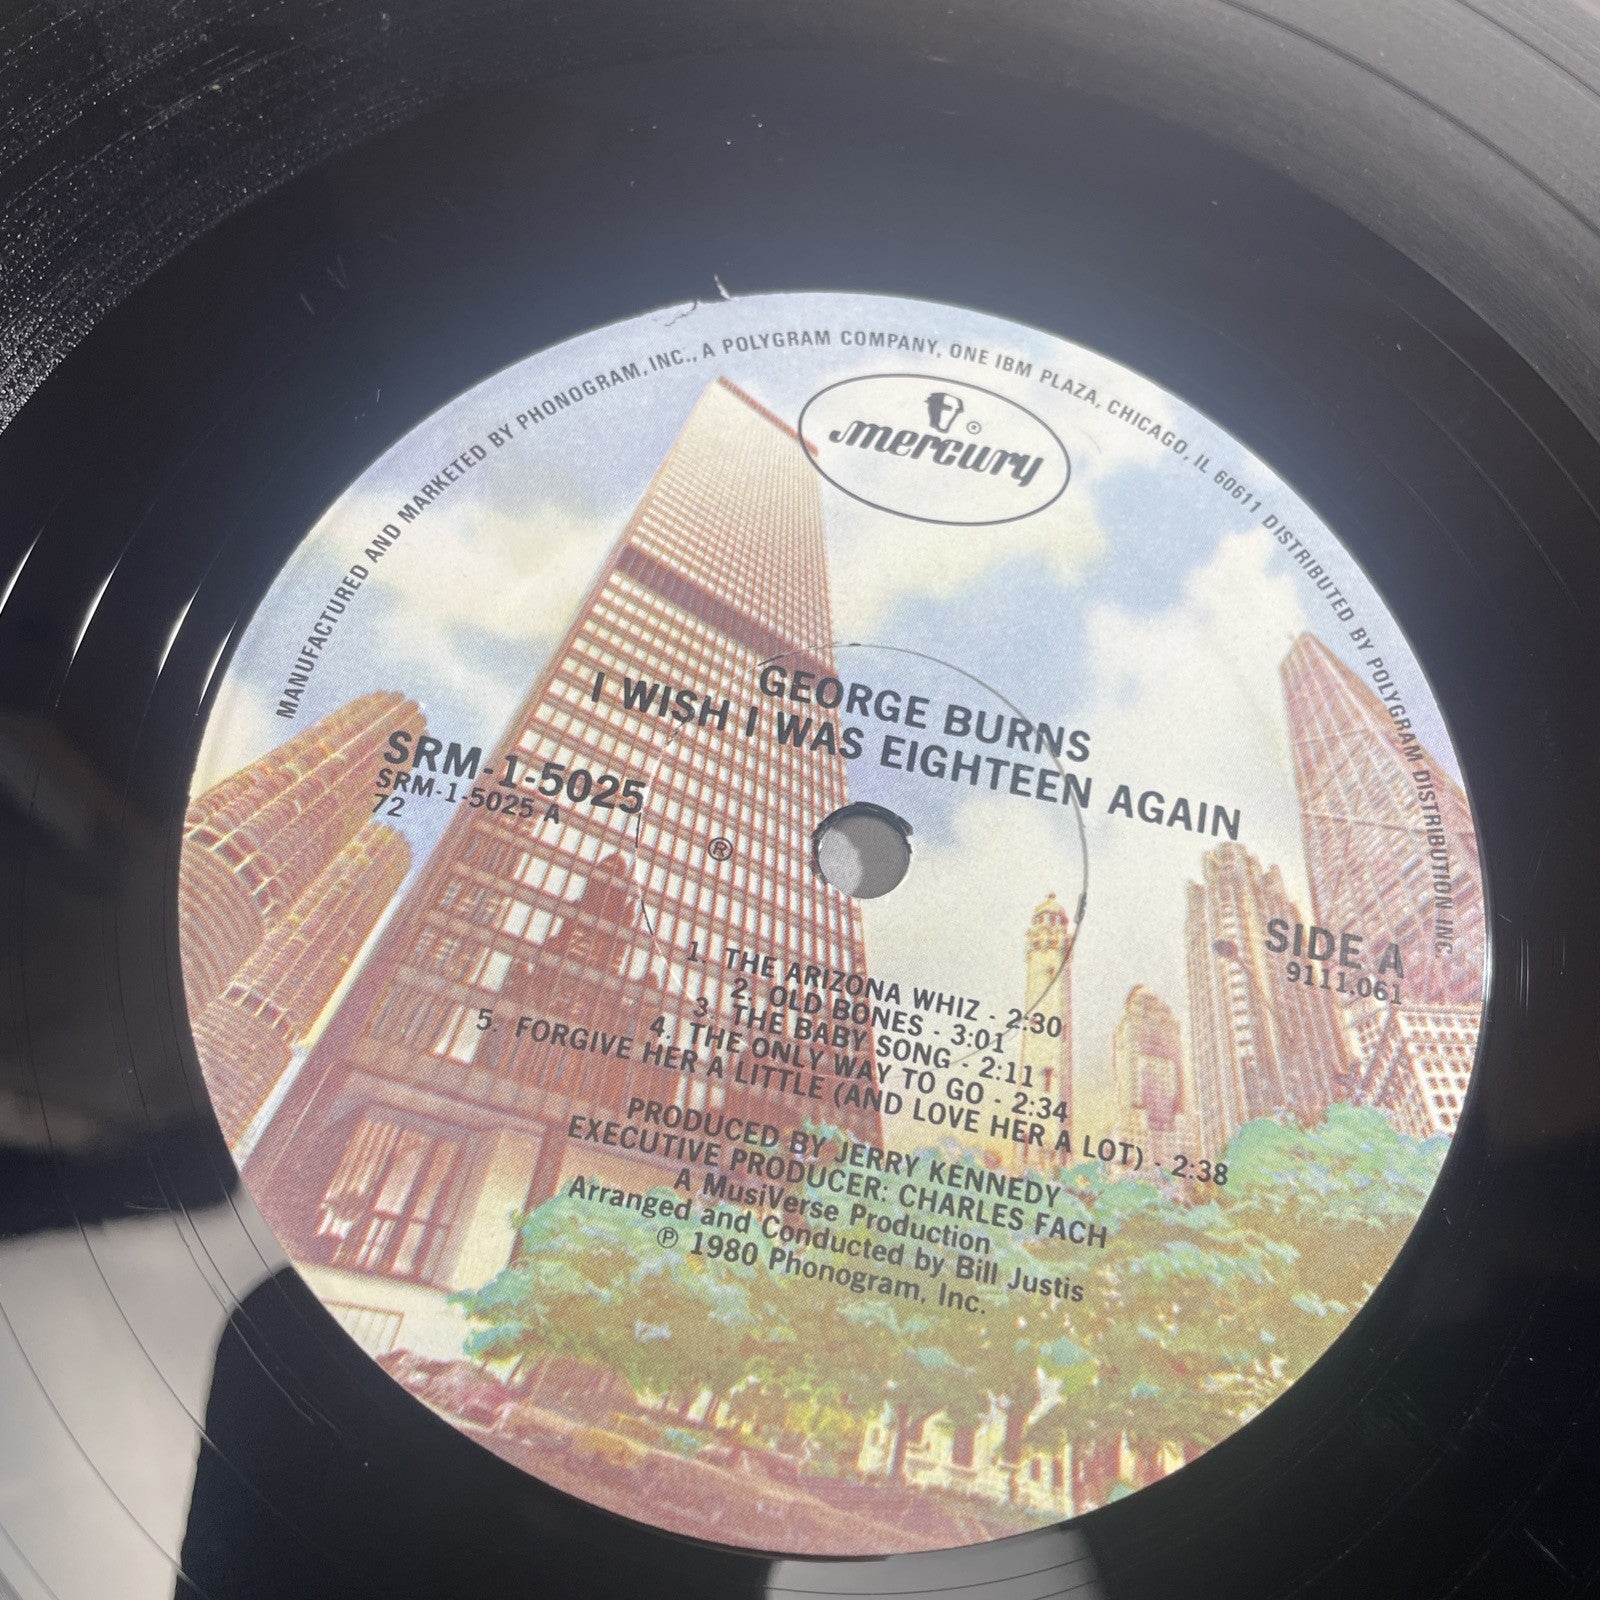 MANUFACTURED AND MARKETED BY PHONOGRAM, INC., A POLYGRAM COMPANY, ONE IBM PLAZA, CHICAGO, IL 60611 DISTRIBUTED BY POLYGRAM DISTRIBUTION INC.
mercury ®
GEORGE BURNS
I WISH I WAS EIGHTEEN AGAIN
SRM-1-5025
SRM-1-5025 A
72
®
SIDE A
9111.061
1. THE ARIZONA WHIZ - 2:30
2. OLD BONES - 3:01
3. THE BABY SONG - 2:11
4. THE ONLY WAY TO GO - 2:34
5. FORGIVE HER A LITTLE (AND LOVE HER A LOT) - 2:38
PRODUCED BY JERRY KENNEDY
EXECUTIVE PRODUCER: CHARLES FACH
A MusiVerse Production
Arranged and Conducted by Bill Justis
℗ 1980 Phonogram, Inc.